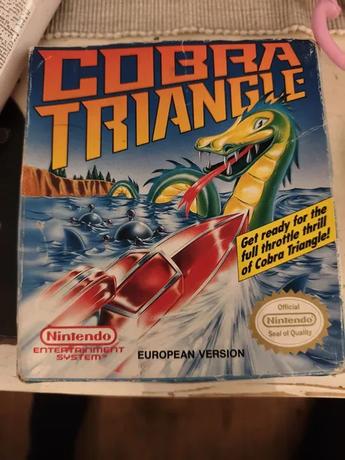 COBRA
TRIANGLE
Get ready for the
full throttle thrill
of Cobra Triangle!
Official
Nintendo
Seal of Quality
Nintendo
ENTERTAINMENT
SYSTEM™
EUROPEAN VERSION